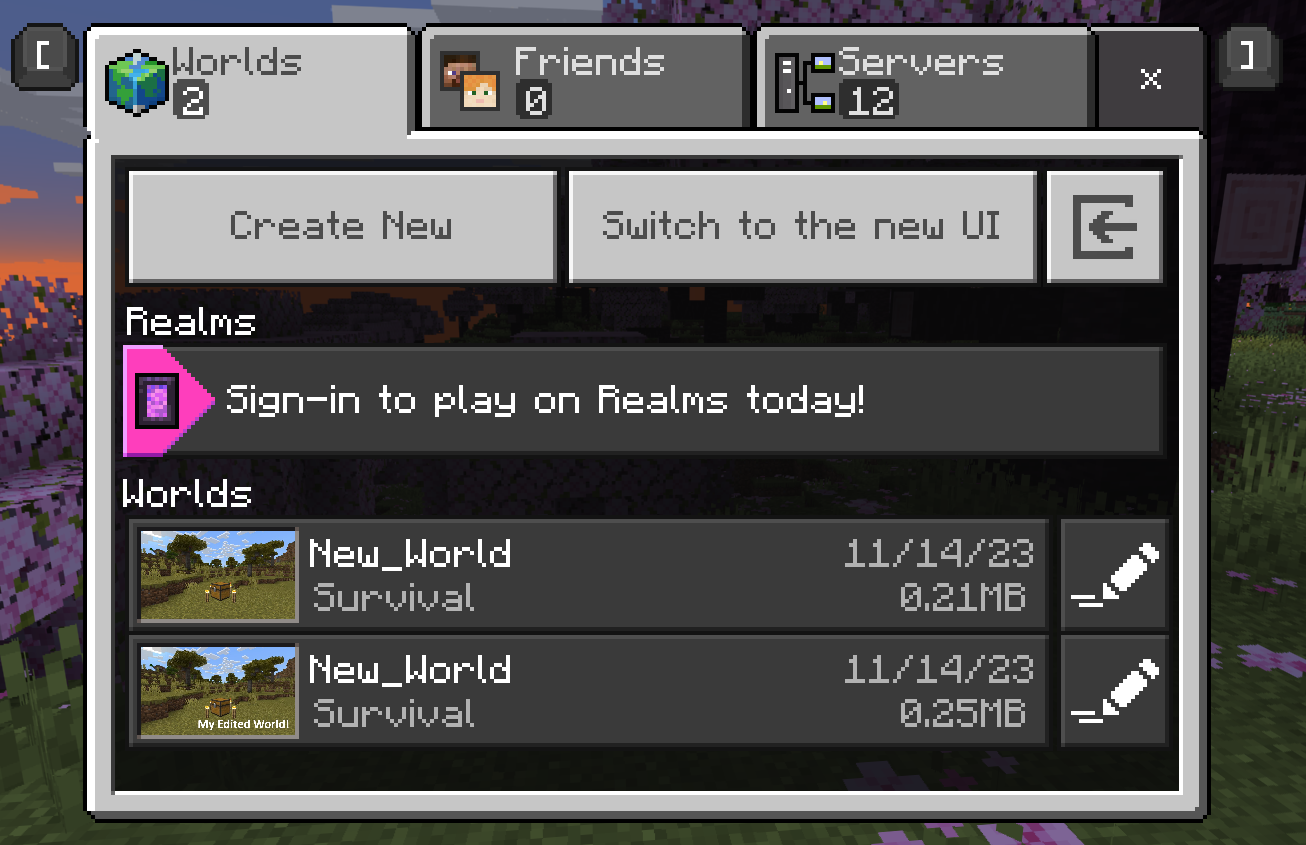 [
Worlds
2
Friends
0
Servers
12
x
]
Create New
Switch to the new UI
Realms
Sign-in to play on Realms today!
Worlds
New_World
11/14/23
Survival
0.21MB
New_World
11/14/23
My Edited World!
Survival
0.25MB